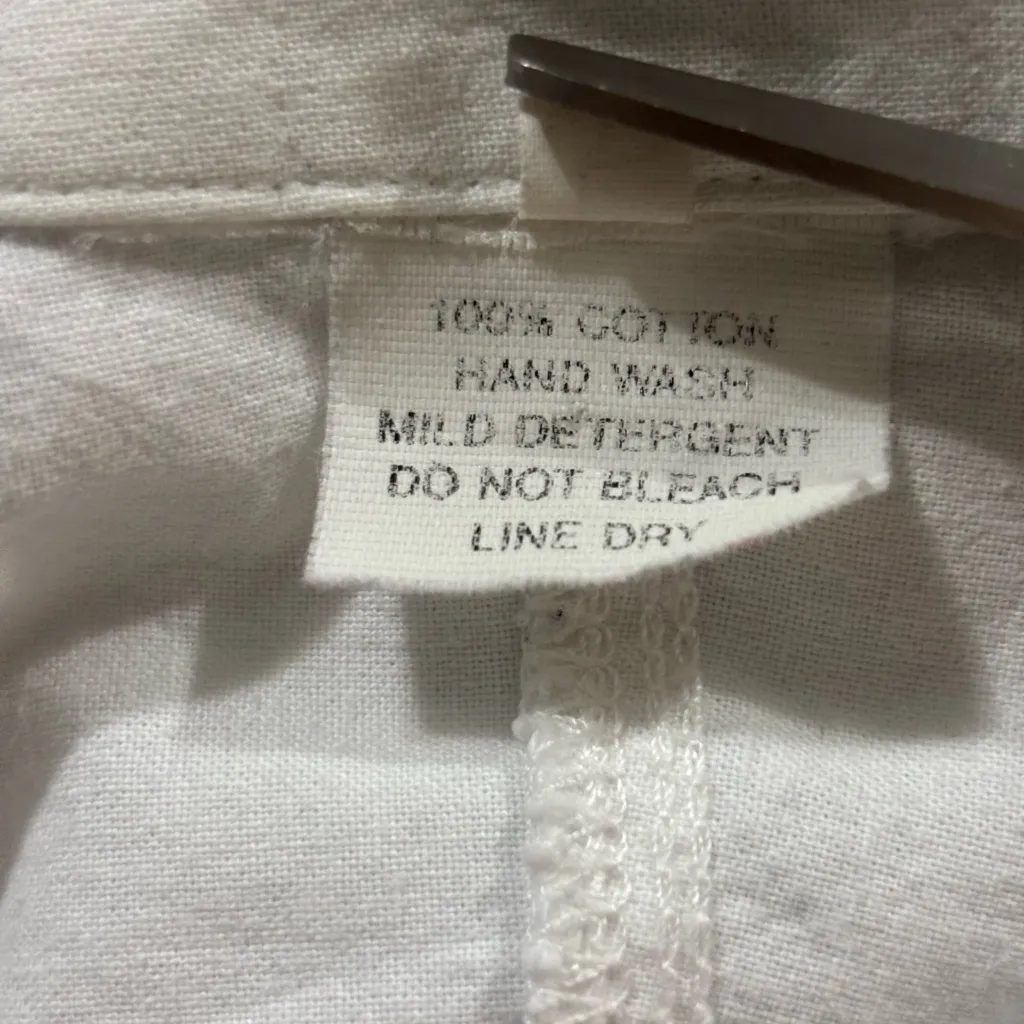 100% COTTON
HAND WASH
MILD DETERGENT
DO NOT BLEACH
LINE DRY